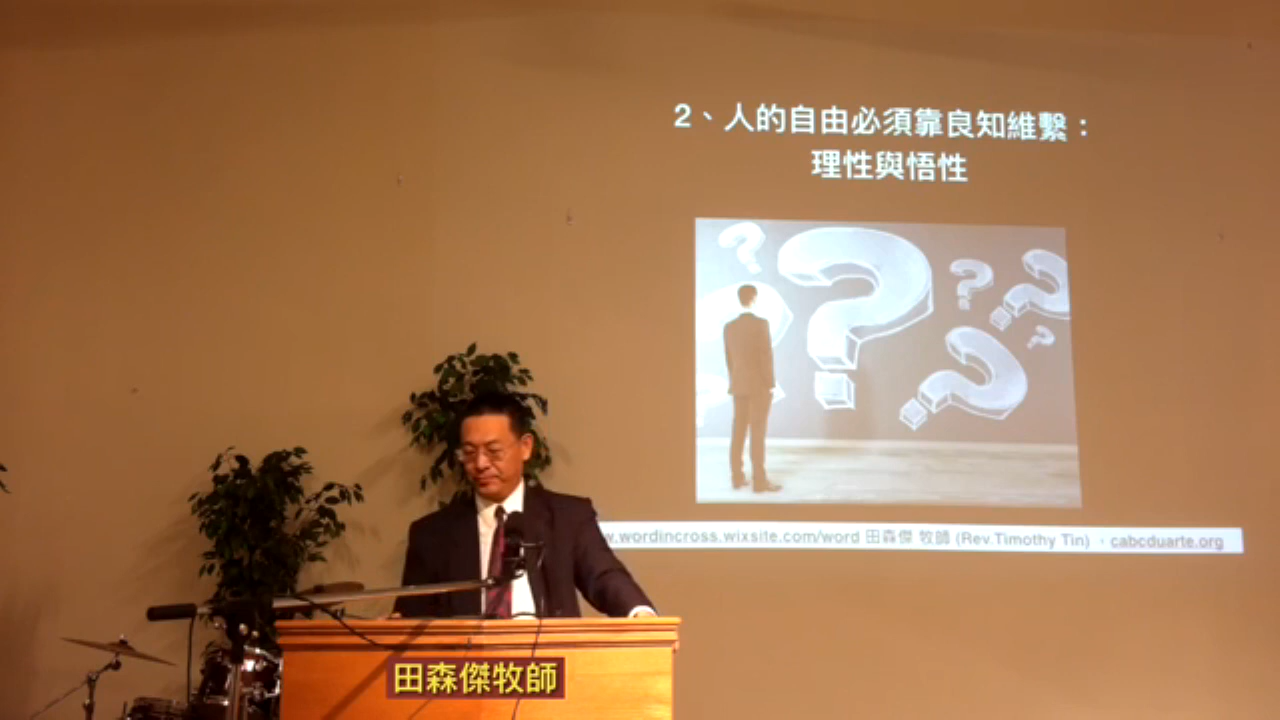 2、人的自由必須靠良知維繫：
理性與悟性
.wordincross.wixsite.com/word 田森傑 牧師 (Rev.Timothy Tin) ，cabcduarte.org
田森傑牧師